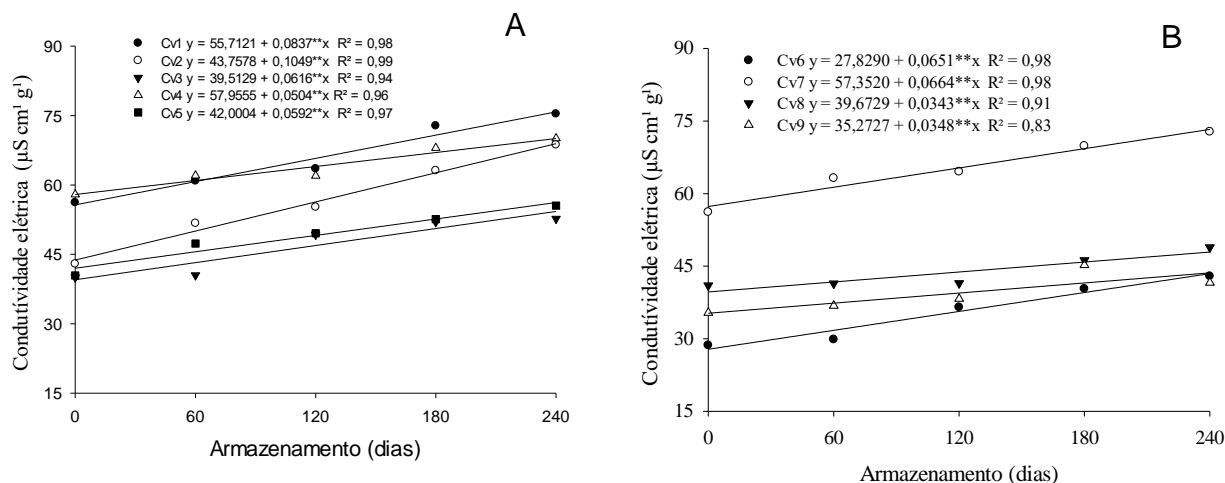 A
Cv1 y = 55,7121 + 0,0837**x R² = 0,98
Cv2 y = 43,7578 + 0,1049**x R² = 0,99
Cv3 y = 39,5129 + 0,0616**x R² = 0,94
Cv4 y = 57,9555 + 0,0504**x R² = 0,96
Cv5 y = 42,0004 + 0,0592**x R² = 0,97
Condutívidade elétrica (µS cm¹ g¹)
90
75
60
45
30
15
0 60 120 180 240
Armazenamento (dias)
B
Cv6 y = 27,8290 + 0,0651**x R² = 0,98
Cv7 y = 57,3520 + 0,0664**x R² = 0,98
Cv8 y = 39,6729 + 0,0343**x R² = 0,91
Cv9 y = 35,2727 + 0,0348**x R² = 0,83
Condutívidade elétrica (µS cm¹ g¹)
90
75
60
45
30
15
0 60 120 180 240
Armazenamento (dias)